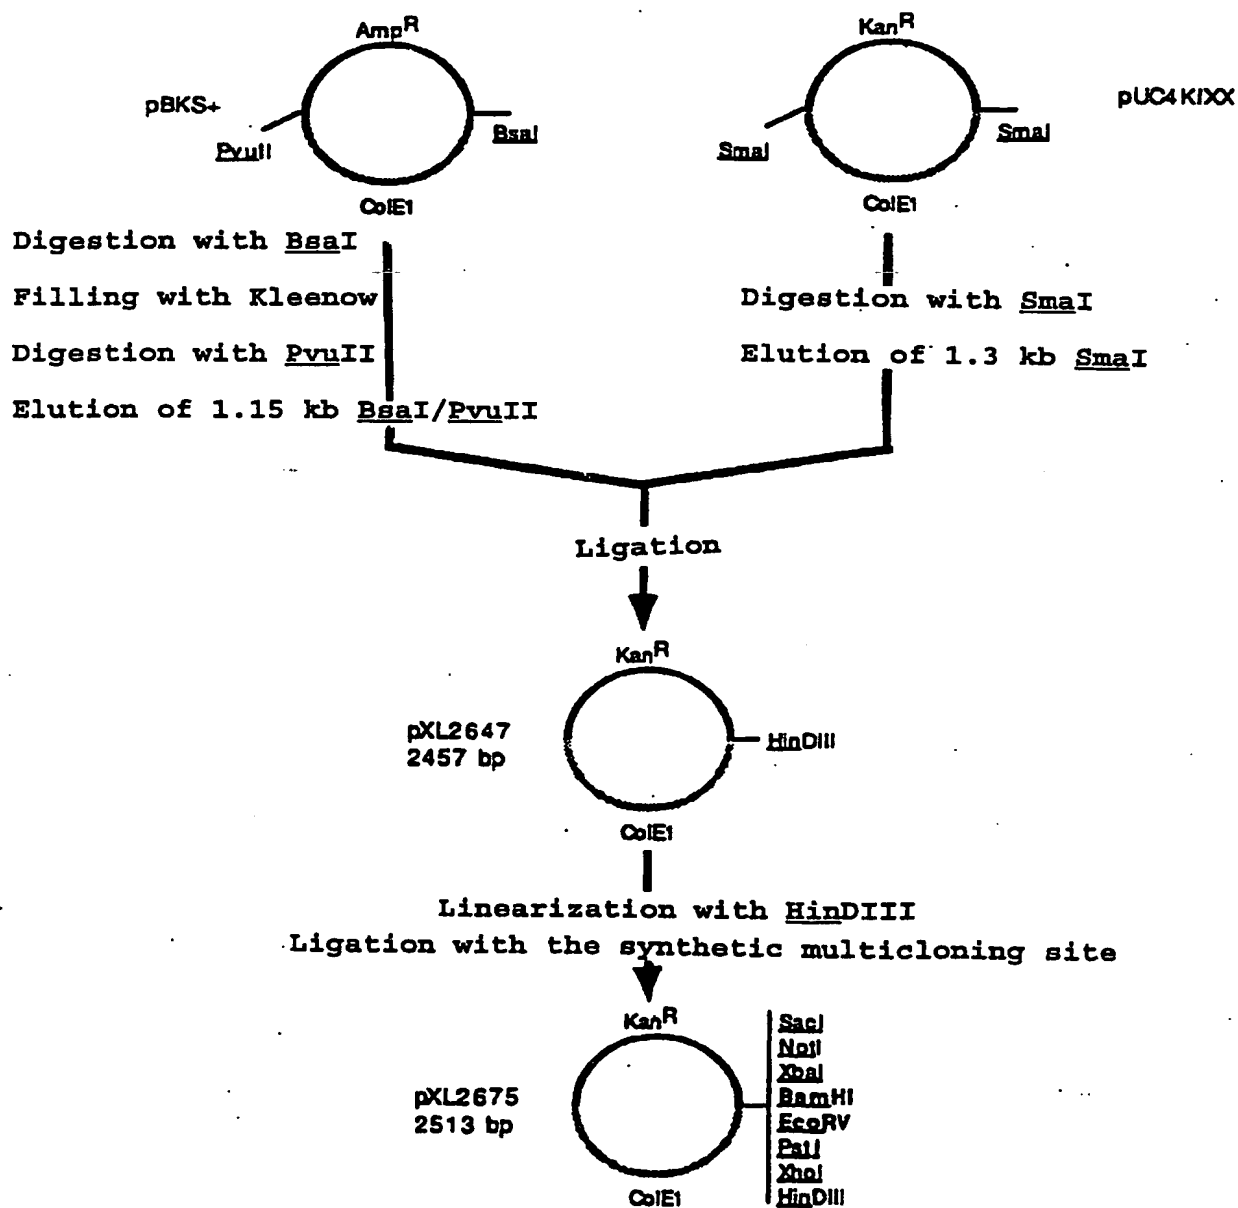 AmpR
KanR
pBKS+
pUC4KIXX
PvuII
BsaI
SmaI
SmaI
ColE1
ColE1
Digestion with BsaI
Filling with Kleenow
Digestion with PvuII
Elution of 1.15 kb BsaI/PvuII
Digestion with SmaI
Elution of 1.3 kb SmaI
Ligation
KanR
pXL2647
2457 bp
HinDIII
ColE1
Linearization with HinDIII
Ligation with the synthetic multicloning site
KanR
pXL2675
2513 bp
SacI
NotI
XbaI
BamHI
EcoRV
PstI
XhoI
HinDIII
ColE1